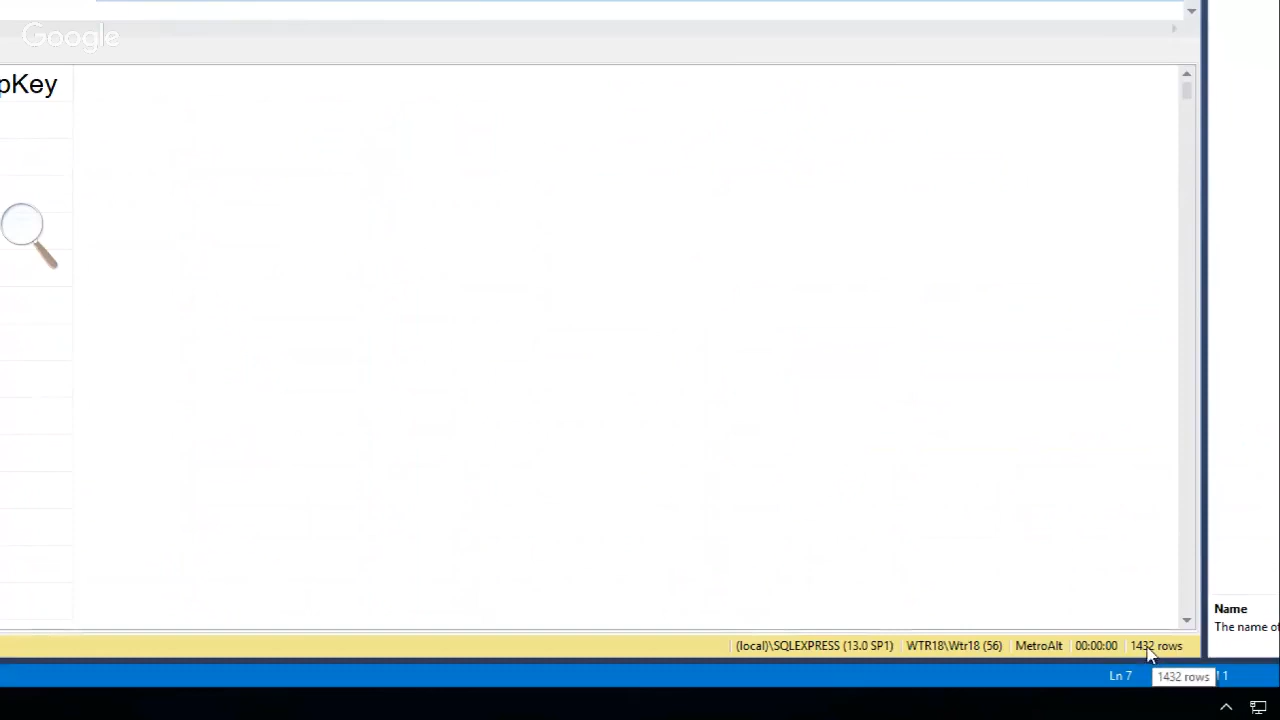 Google
pKey
Name
The name of
(local)\SQLEXPRESS (13.0 SP1) WTR18\Wtr18 (56) MetroAlt 00:00:00 1432 rows
Ln 7 1432 rows 1